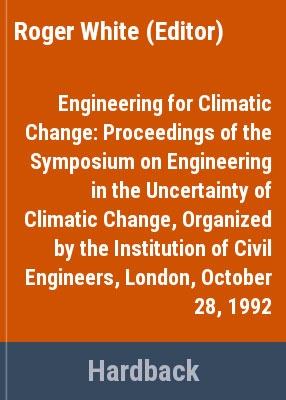 Roger White (Editor)
Engineering for Climatic
Change: Proceedings of the
Symposium on Engineering
in the Uncertainty of
Climatic Change, Organized
by the Institution of Civil
Engineers, London, October
28, 1992
Hardback